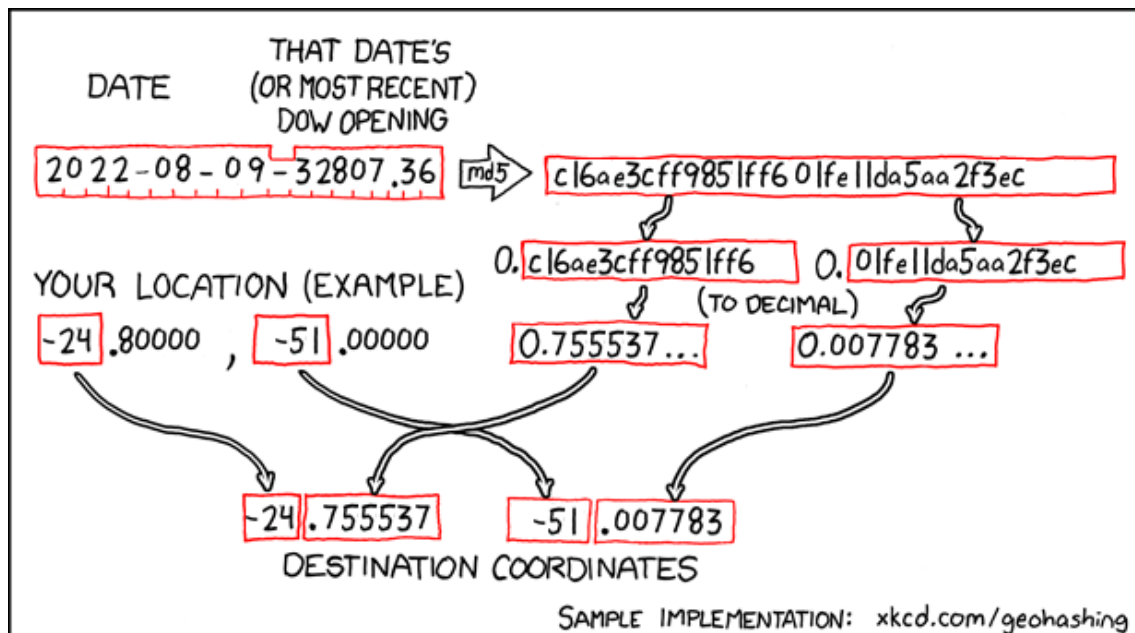 THAT DATE'S
DATE (OR MOST RECENT)
DOW OPENING
2022-08-09-32807.36 md5 c16ae3cff9851ff601fe11da5aa2f3ec
0.c16ae3cff9851ff6 0.01fe11da5aa2f3ec
YOUR LOCATION (EXAMPLE) (TO DECIMAL)
-24.80000, -51.00000 0.755537... 0.007783...
-24.755537 -51.007783
DESTINATION COORDINATES
SAMPLE IMPLEMENTATION: xkcd.com/geohashing